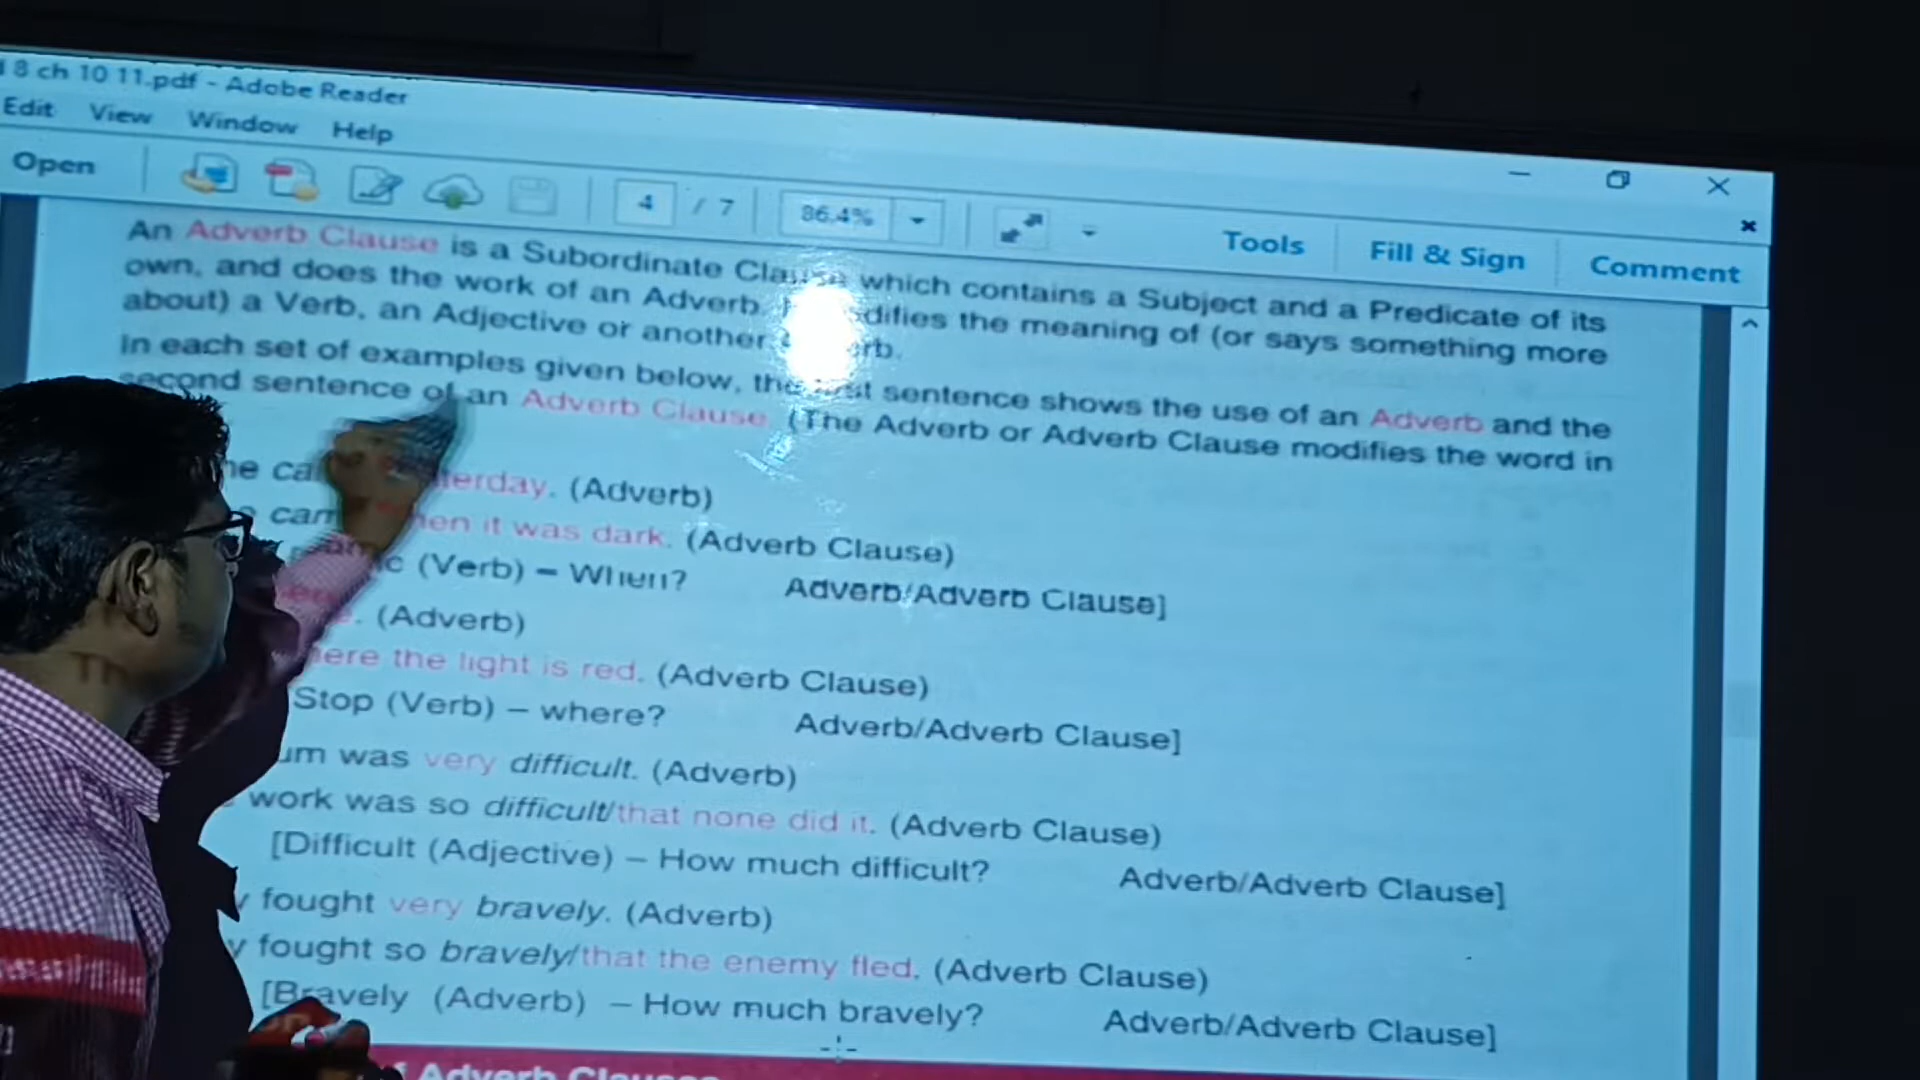 8 ch 10 11.pdf - Adobe Reader
Edit View Window Help
Open 4 / 7 86.4% Tools Fill & Sign Comment
An Adverb Clause is a Subordinate Clause which contains a Subject and a Predicate of its
own, and does the work of an Adverb. modifies the meaning of (or says something more
about) a Verb, an Adjective or another
In each set of examples given below, the sentence shows the use of an Adverb and the
second sentence of an Adverb Clause. (The Adverb or Adverb Clause modifies the word in
yesterday. (Adverb)
when it was dark. (Adverb Clause)
(Verb) – When? Adverb/Adverb Clause]
(Adverb)
where the light is red. (Adverb Clause)
Stop (Verb) – where? Adverb/Adverb Clause]
was very difficult. (Adverb)
work was so difficult/that none did it. (Adverb Clause)
[Difficult (Adjective) – How much difficult? Adverb/Adverb Clause]
fought very bravely. (Adverb)
fought so bravely/that the enemy fled. (Adverb Clause)
[Bravely (Adverb) – How much bravely? Adverb/Adverb Clause]
Adverb Clauses